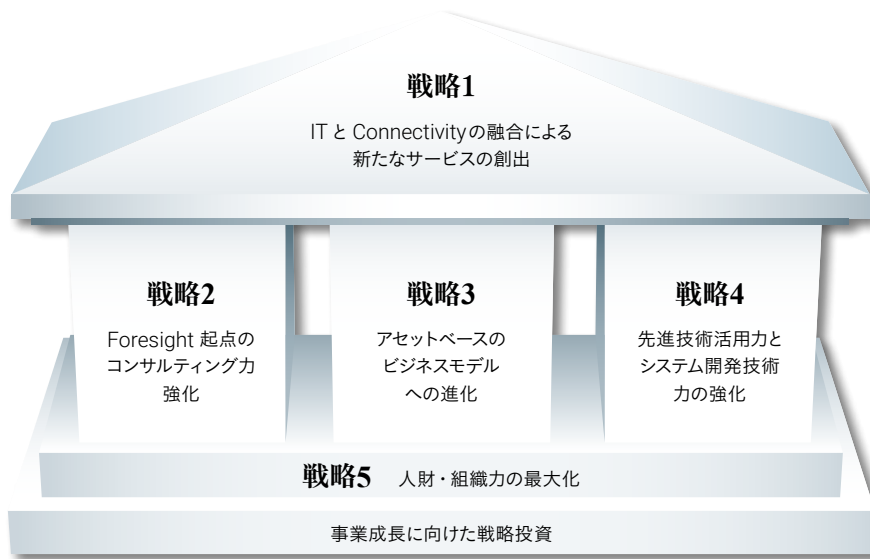 戦略1
IT と Connectivityの融合による
新たなサービスの創出
戦略2
Foresight 起点の
コンサルティング力
強化
戦略3
アセットベースの
ビジネスモデル
への進化
戦略4
先進技術活用力と
システム開発技術
力の強化
戦略5 人財・組織力の最大化
事業成長に向けた戦略投資